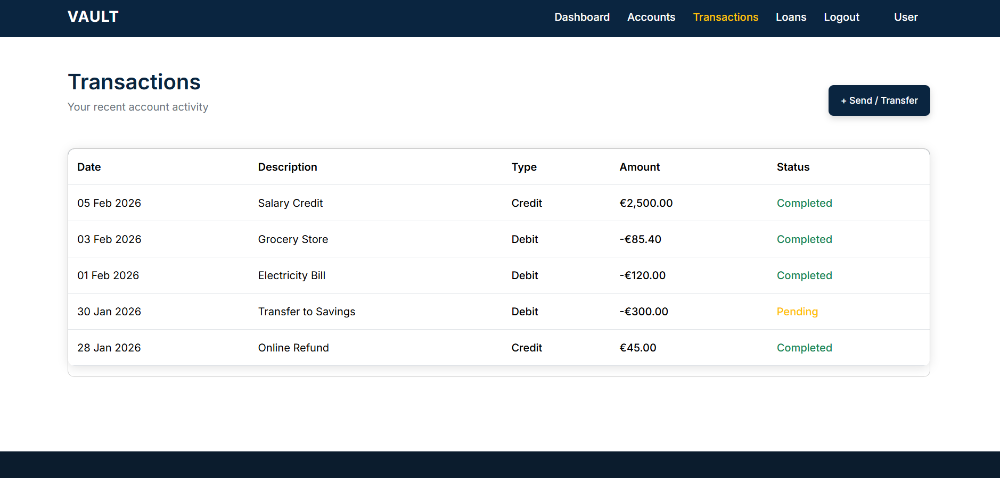 VAULT Dashboard Accounts Transactions Loans Logout User
Transactions
Your recent account activity
+ Send / Transfer
Date Description Type Amount Status
05 Feb 2026 Salary Credit Credit €2,500.00 Completed
03 Feb 2026 Grocery Store Debit -€85.40 Completed
01 Feb 2026 Electricity Bill Debit -€120.00 Completed
30 Jan 2026 Transfer to Savings Debit -€300.00 Pending
28 Jan 2026 Online Refund Credit €45.00 Completed